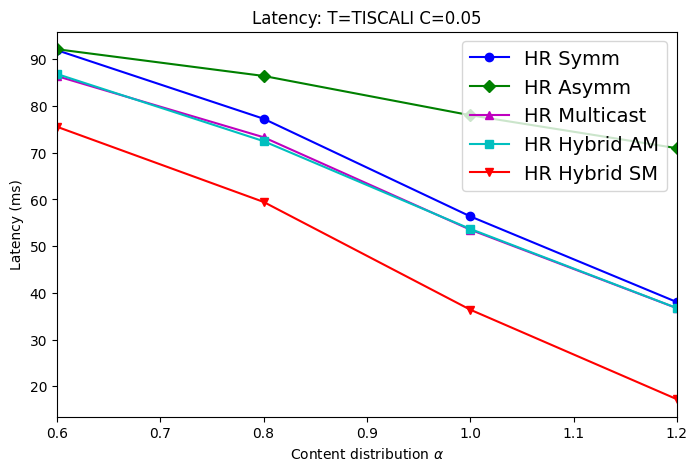 Latency: T=TISCALI C=0.05
HR Symm
HR Asymm
HR Multicast
HR Hybrid AM
HR Hybrid SM
Latency (ms)
90
80
70
60
50
40
30
20
0.6 0.7 0.8 0.9 1.0 1.1 1.2
Content distribution α